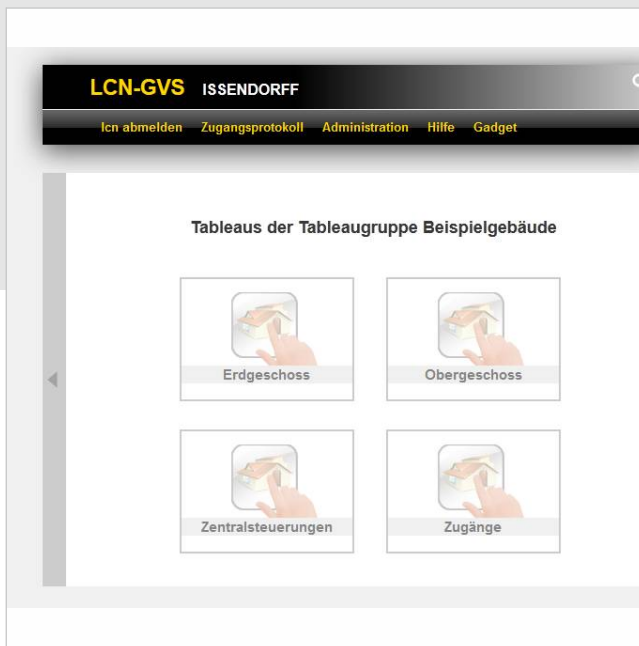 LCN-GVS ISSENDORFF
lcn abmelden Zugangsprotokoll Administration Hilfe Gadget
Tableaus der Tableaugruppe Beispielgebäude
Erdgeschoss Obergeschoss
Zentralsteuerungen Zugänge